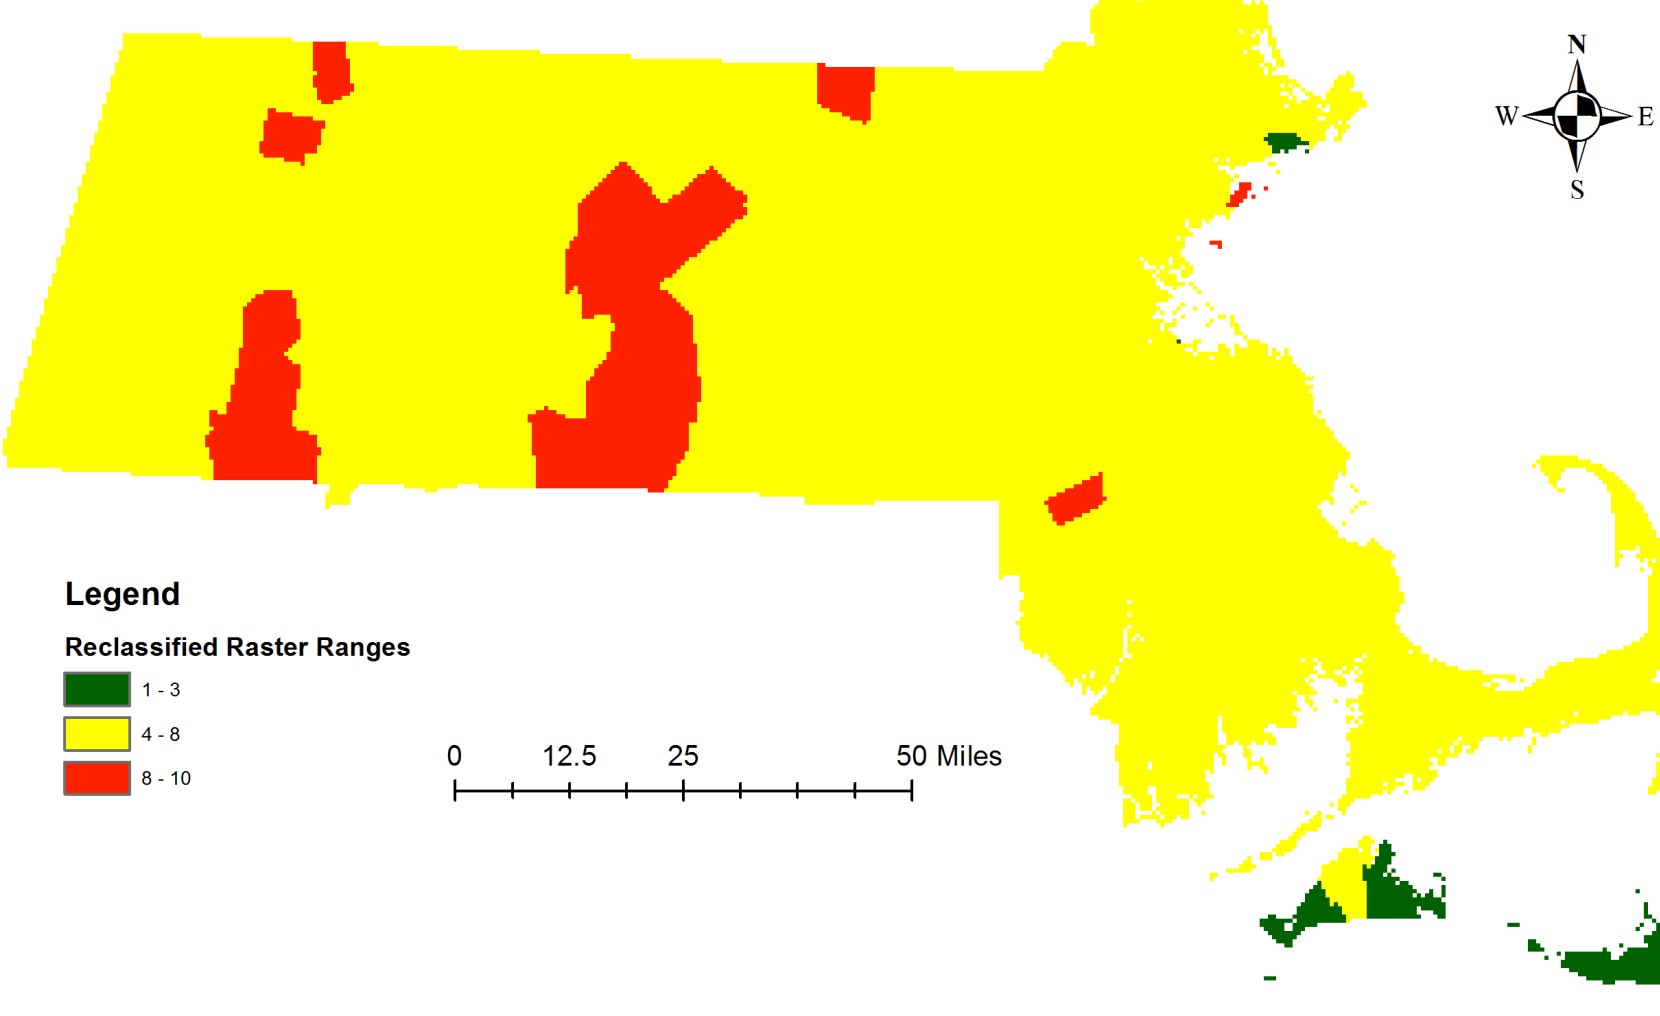 N
W E
S
Legend
Reclassified Raster Ranges
1 - 3
4 - 8
8 - 10
0 12.5 25 50 Miles